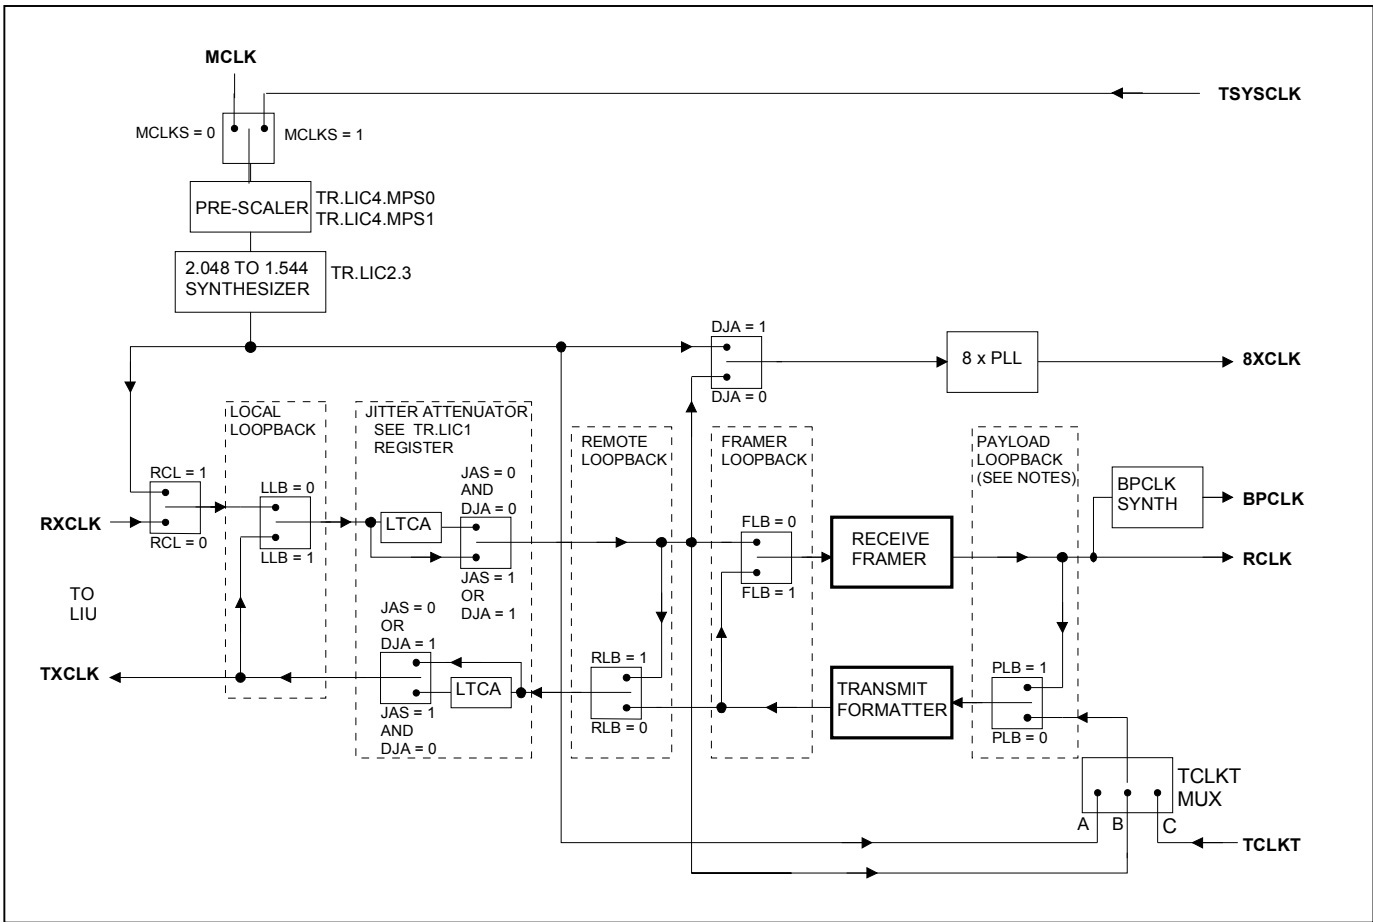 MCLK
TSYSCLK
MCLKS = 0
MCLKS = 1
PRE-SCALER
TR.LIC4.MPS0
TR.LIC4.MPS1
2.048 TO 1.544
SYNTHESIZER
TR.LIC2.3
DJA = 1
8 x PLL
8XCLK
DJA = 0
LOCAL
LOOPBACK
JITTER ATTENUATOR
SEE TR.LIC1
REGISTER
REMOTE
LOOPBACK
FRAMER
LOOPBACK
PAYLOAD
LOOPBACK
(SEE NOTES)
RCL = 1
LLB = 0
JAS = 0
AND
DJA = 0
BPCLK
SYNTH
BPCLK
RXCLK
LTCA
FLB = 0
RECEIVE
FRAMER
RCL = 0
LLB = 1
RCLK
JAS = 1
OR
DJA = 1
FLB = 1
TO
LIU
JAS = 0
OR
DJA = 1
TXCLK
RLB = 1
PLB = 1
LTCA
TRANSMIT
FORMATTER
JAS = 1
AND
DJA = 0
RLB = 0
PLB = 0
TCLKT
MUX
A
B
C
TCLKT